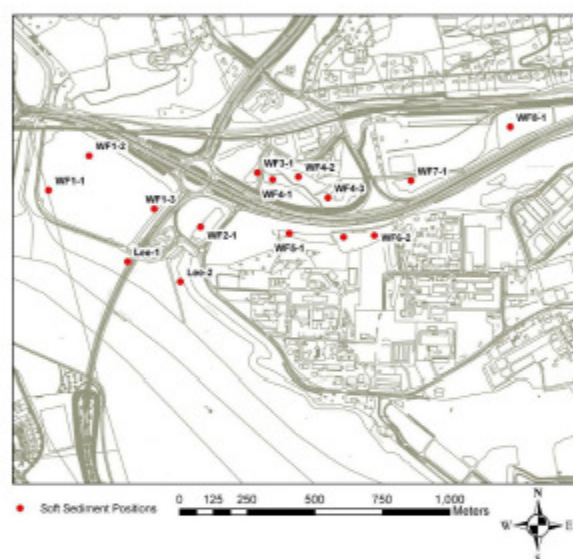 WF8-1
WF1-2
WF3-1
WF4-2
WF7-1
WF1-1
WF4-1
WF4-3
WF1-3
WF2-1
WF5-1
WF6-2
Lee-1
Lee-2
Soft Sediment Positions
0 125 250 500 750 1,000
Meters
N
W E
S